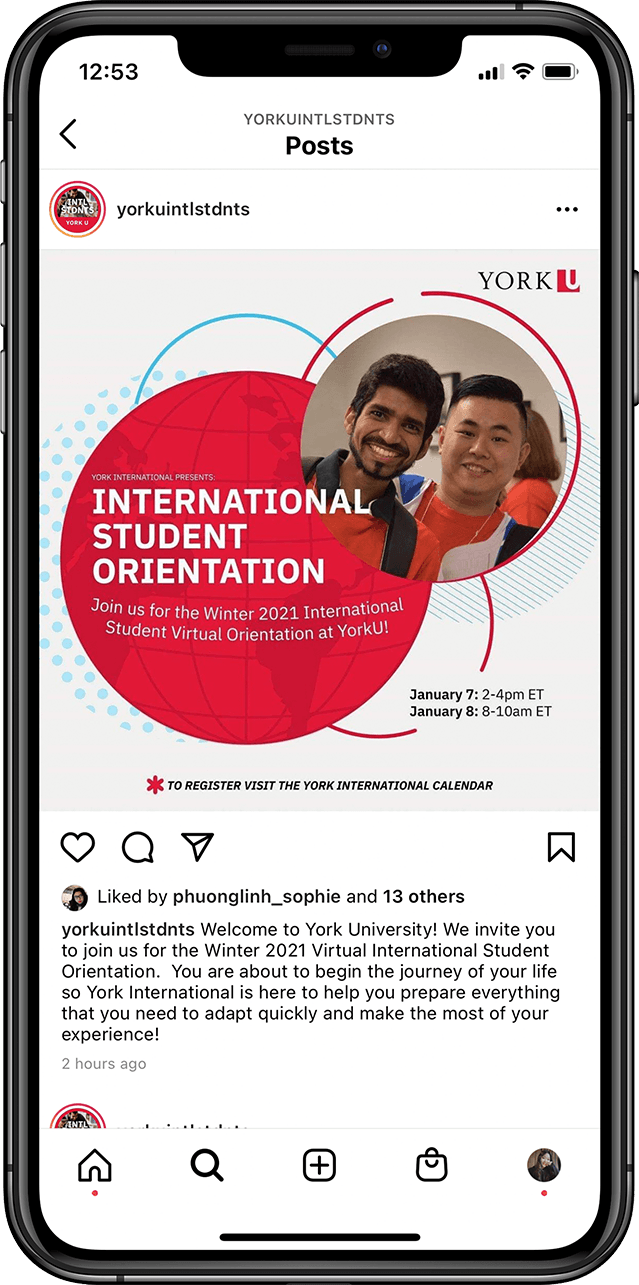 12:53
YORKUINTLSTDNTS
Posts
INTL
STDNTS
YORK U
yorkuintlstdnts
YORK U
YORK INTERNATIONAL PRESENTS:
INTERNATIONAL
STUDENT
ORIENTATION
Join us for the Winter 2021 International
Student Virtual Orientation at YorkU!
January 7: 2-4pm ET
January 8: 8-10am ET
TO REGISTER VISIT THE YORK INTERNATIONAL CALENDAR
Liked by phuonglinh_sophie and 13 others
yorkuintlstdnts Welcome to York University! We invite you
to join us for the Winter 2021 Virtual International Student
Orientation.  You are about to begin the journey of your life
so York International is here to help you prepare everything
that you need to adapt quickly and make the most of your
experience!
2 hours ago
INTL